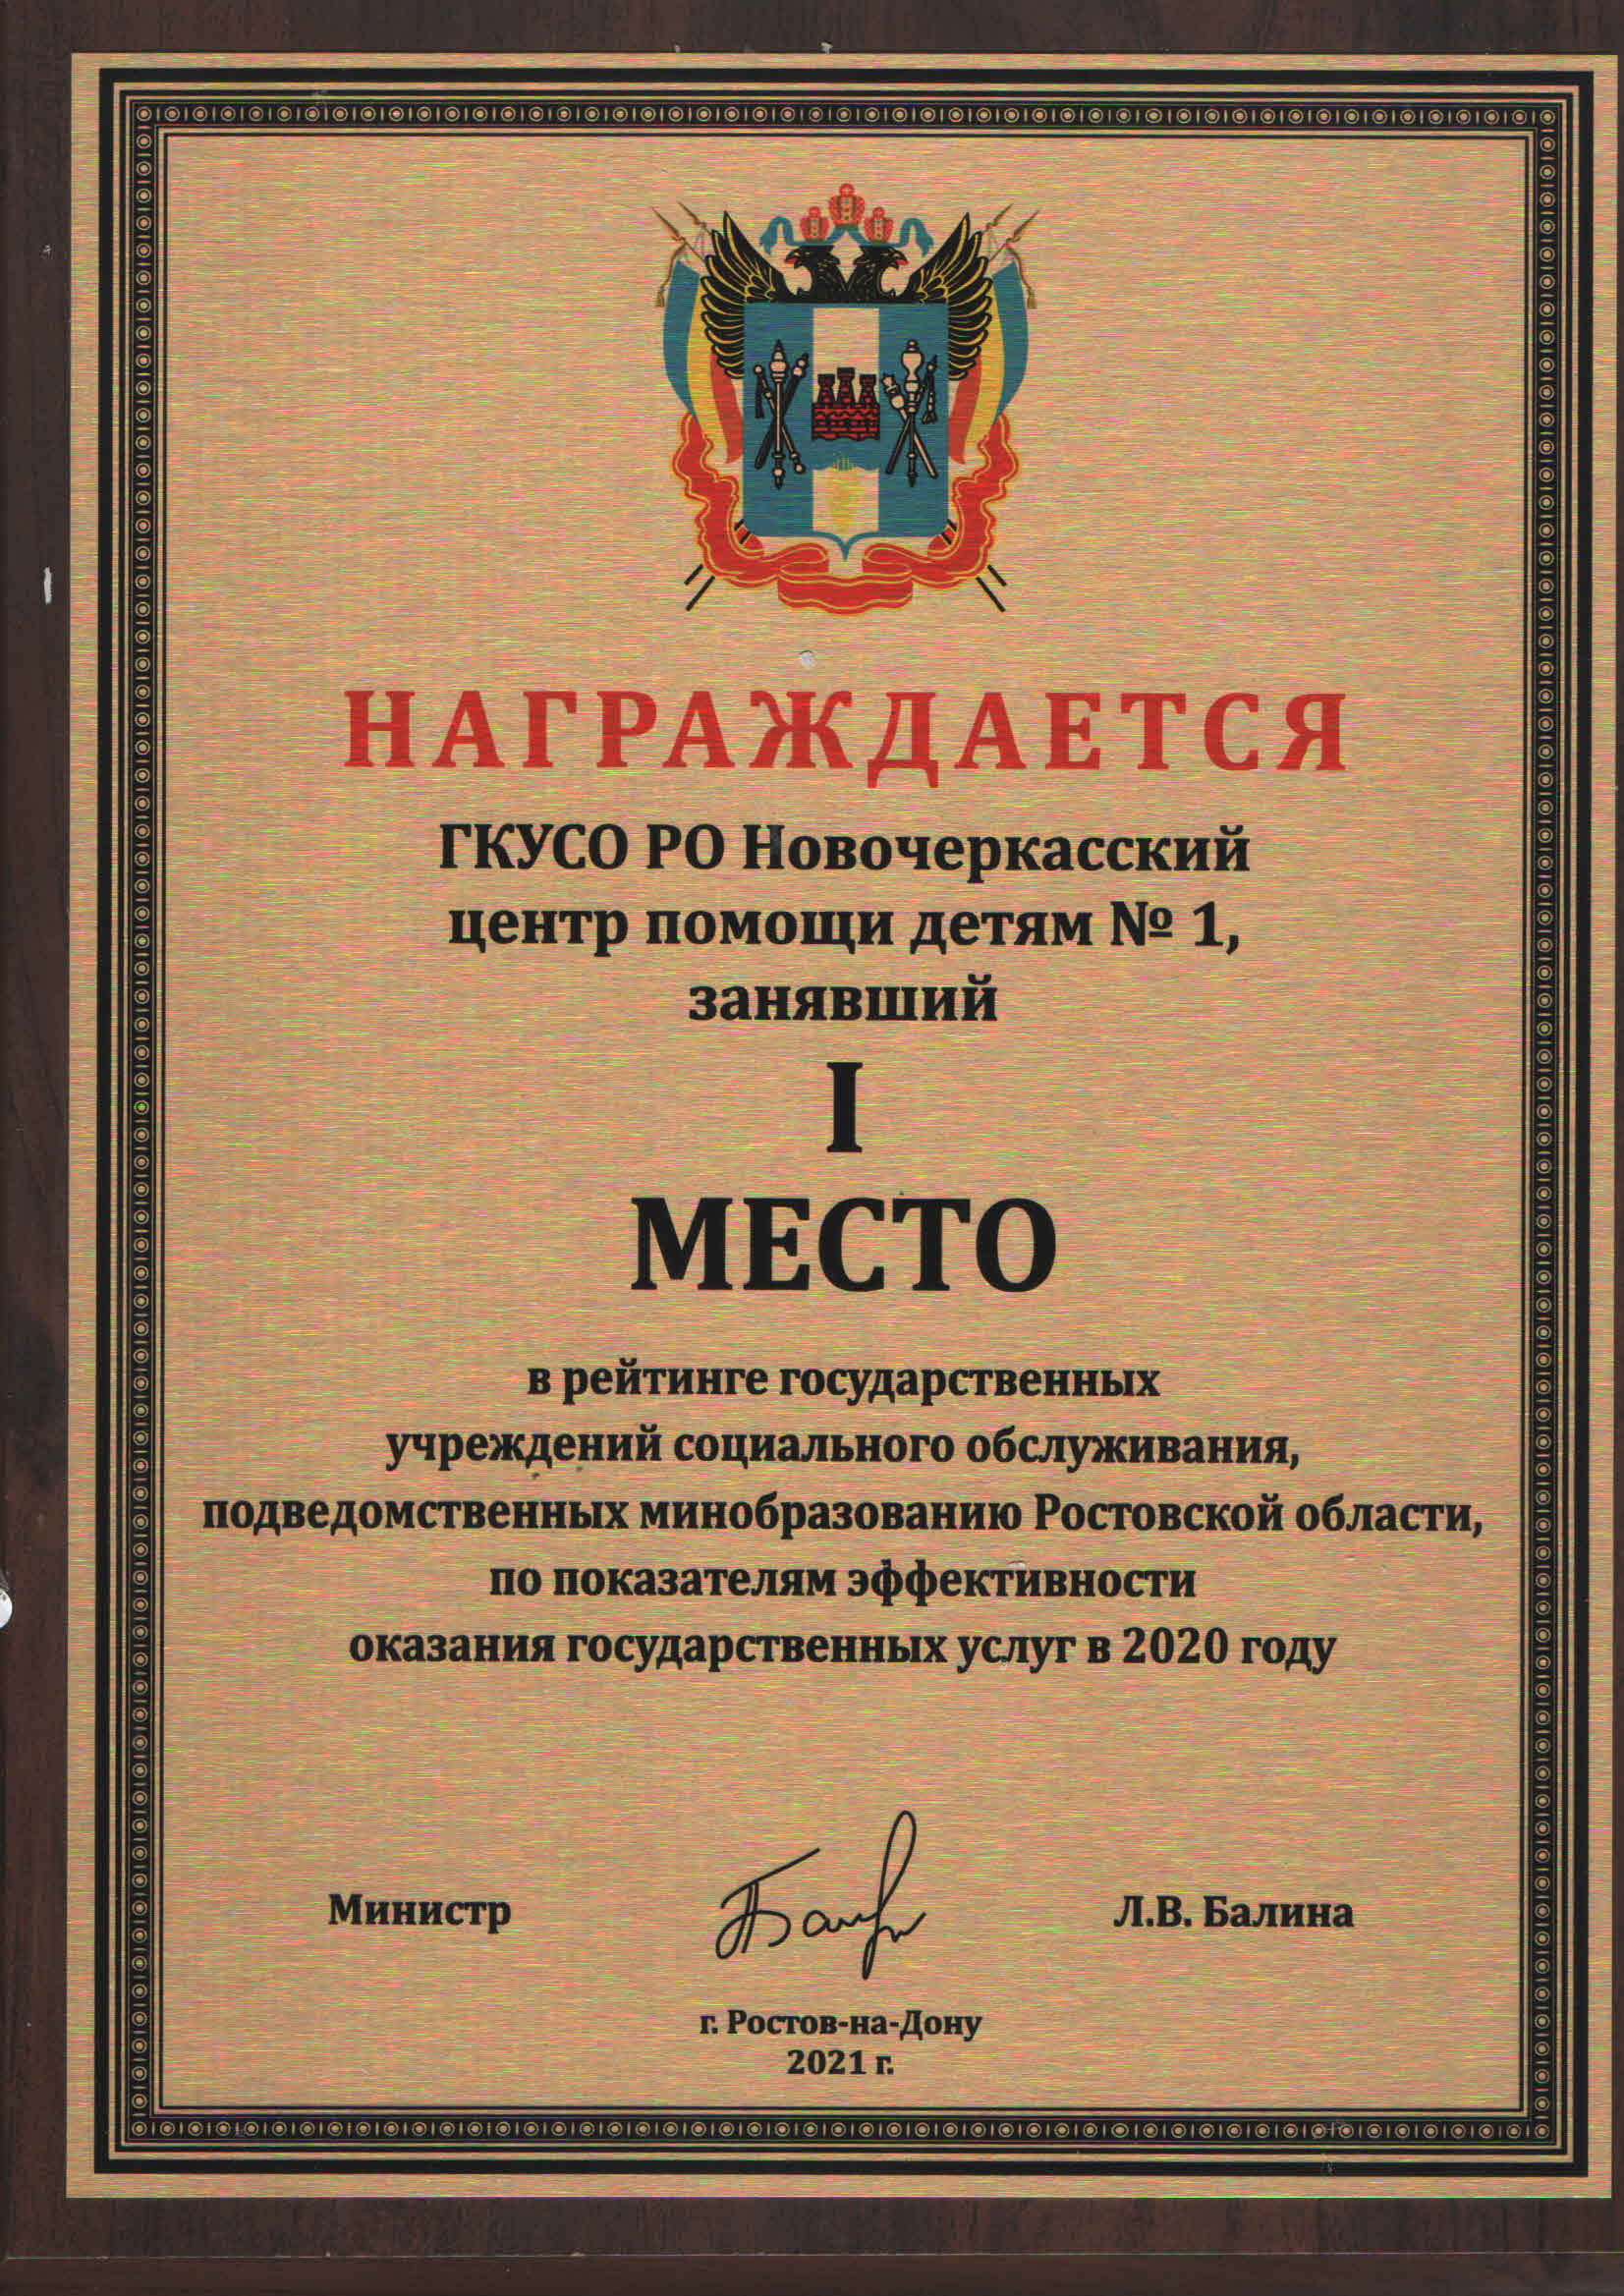 НАГРАЖДАЕТСЯ
ГКУСО РО Новочеркасский
центр помощи детям № 1,
занявший
I
МЕСТО
в рейтинге государственных
учреждений социального обслуживания,
подведомственных минобразованию Ростовской области,
по показателям эффективности
оказания государственных услуг в 2020 году
Министр
Л.В. Балина
г. Ростов-на-Дону
2021 г.